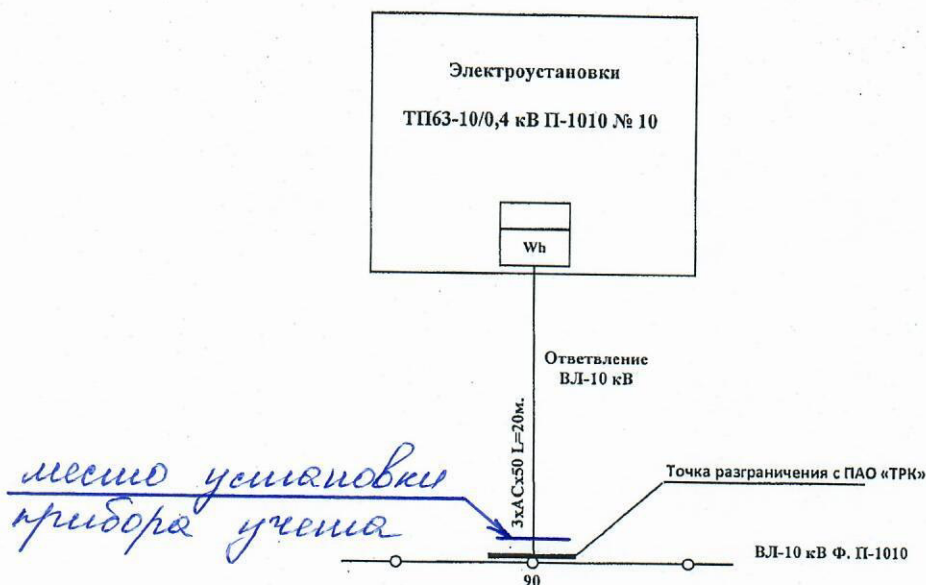 Электроустановки
ТП63-10/0,4 кВ П-1010 № 10
Wh
Ответвление
ВЛ-10 кВ
3хАСх50 L=20м.
место установки
прибора учета
Точка разграничения с ПАО «ТРК»
ВЛ-10 кВ Ф. П-1010
90